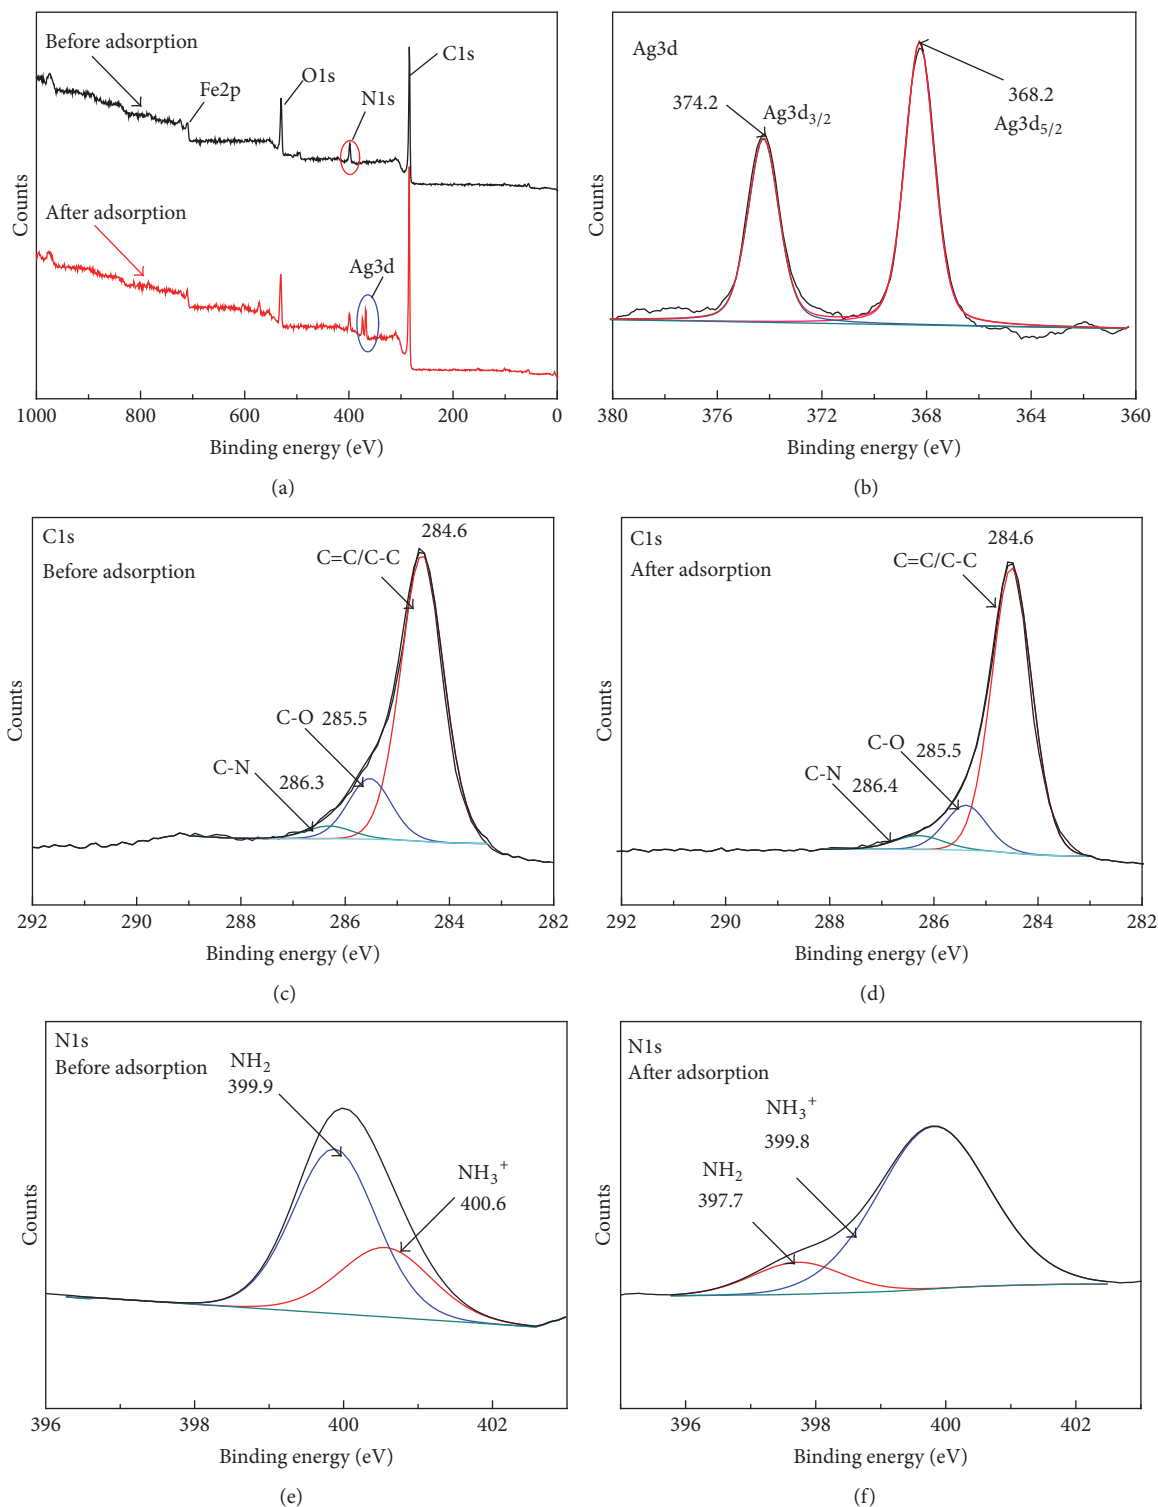 Before adsorption
Fe2p
O1s
N1s
C1s
After adsorption
Ag3d
Counts
1000
800
600
400
200
0
Binding energy (eV)
(a)
Ag3d
374.2
Ag3d3/2
368.2
Ag3d5/2
Counts
380
376
372
368
364
360
Binding energy (eV)
(b)
C1s
Before adsorption
284.6
C=C/C-C
C-O 285.5
C-N
286.3
Counts
292
290
288
286
284
282
Binding energy (eV)
(c)
C1s
After adsorption
284.6
C=C/C-C
C-O
285.5
C-N
286.4
Counts
292
290
288
286
284
282
Binding energy (eV)
(d)
N1s
Before adsorption
NH2
399.9
NH3+
400.6
Counts
396
398
400
402
Binding energy (eV)
(e)
N1s
After adsorption
NH3+
399.8
NH2
397.7
Counts
396
398
400
402
Binding energy (eV)
(f)